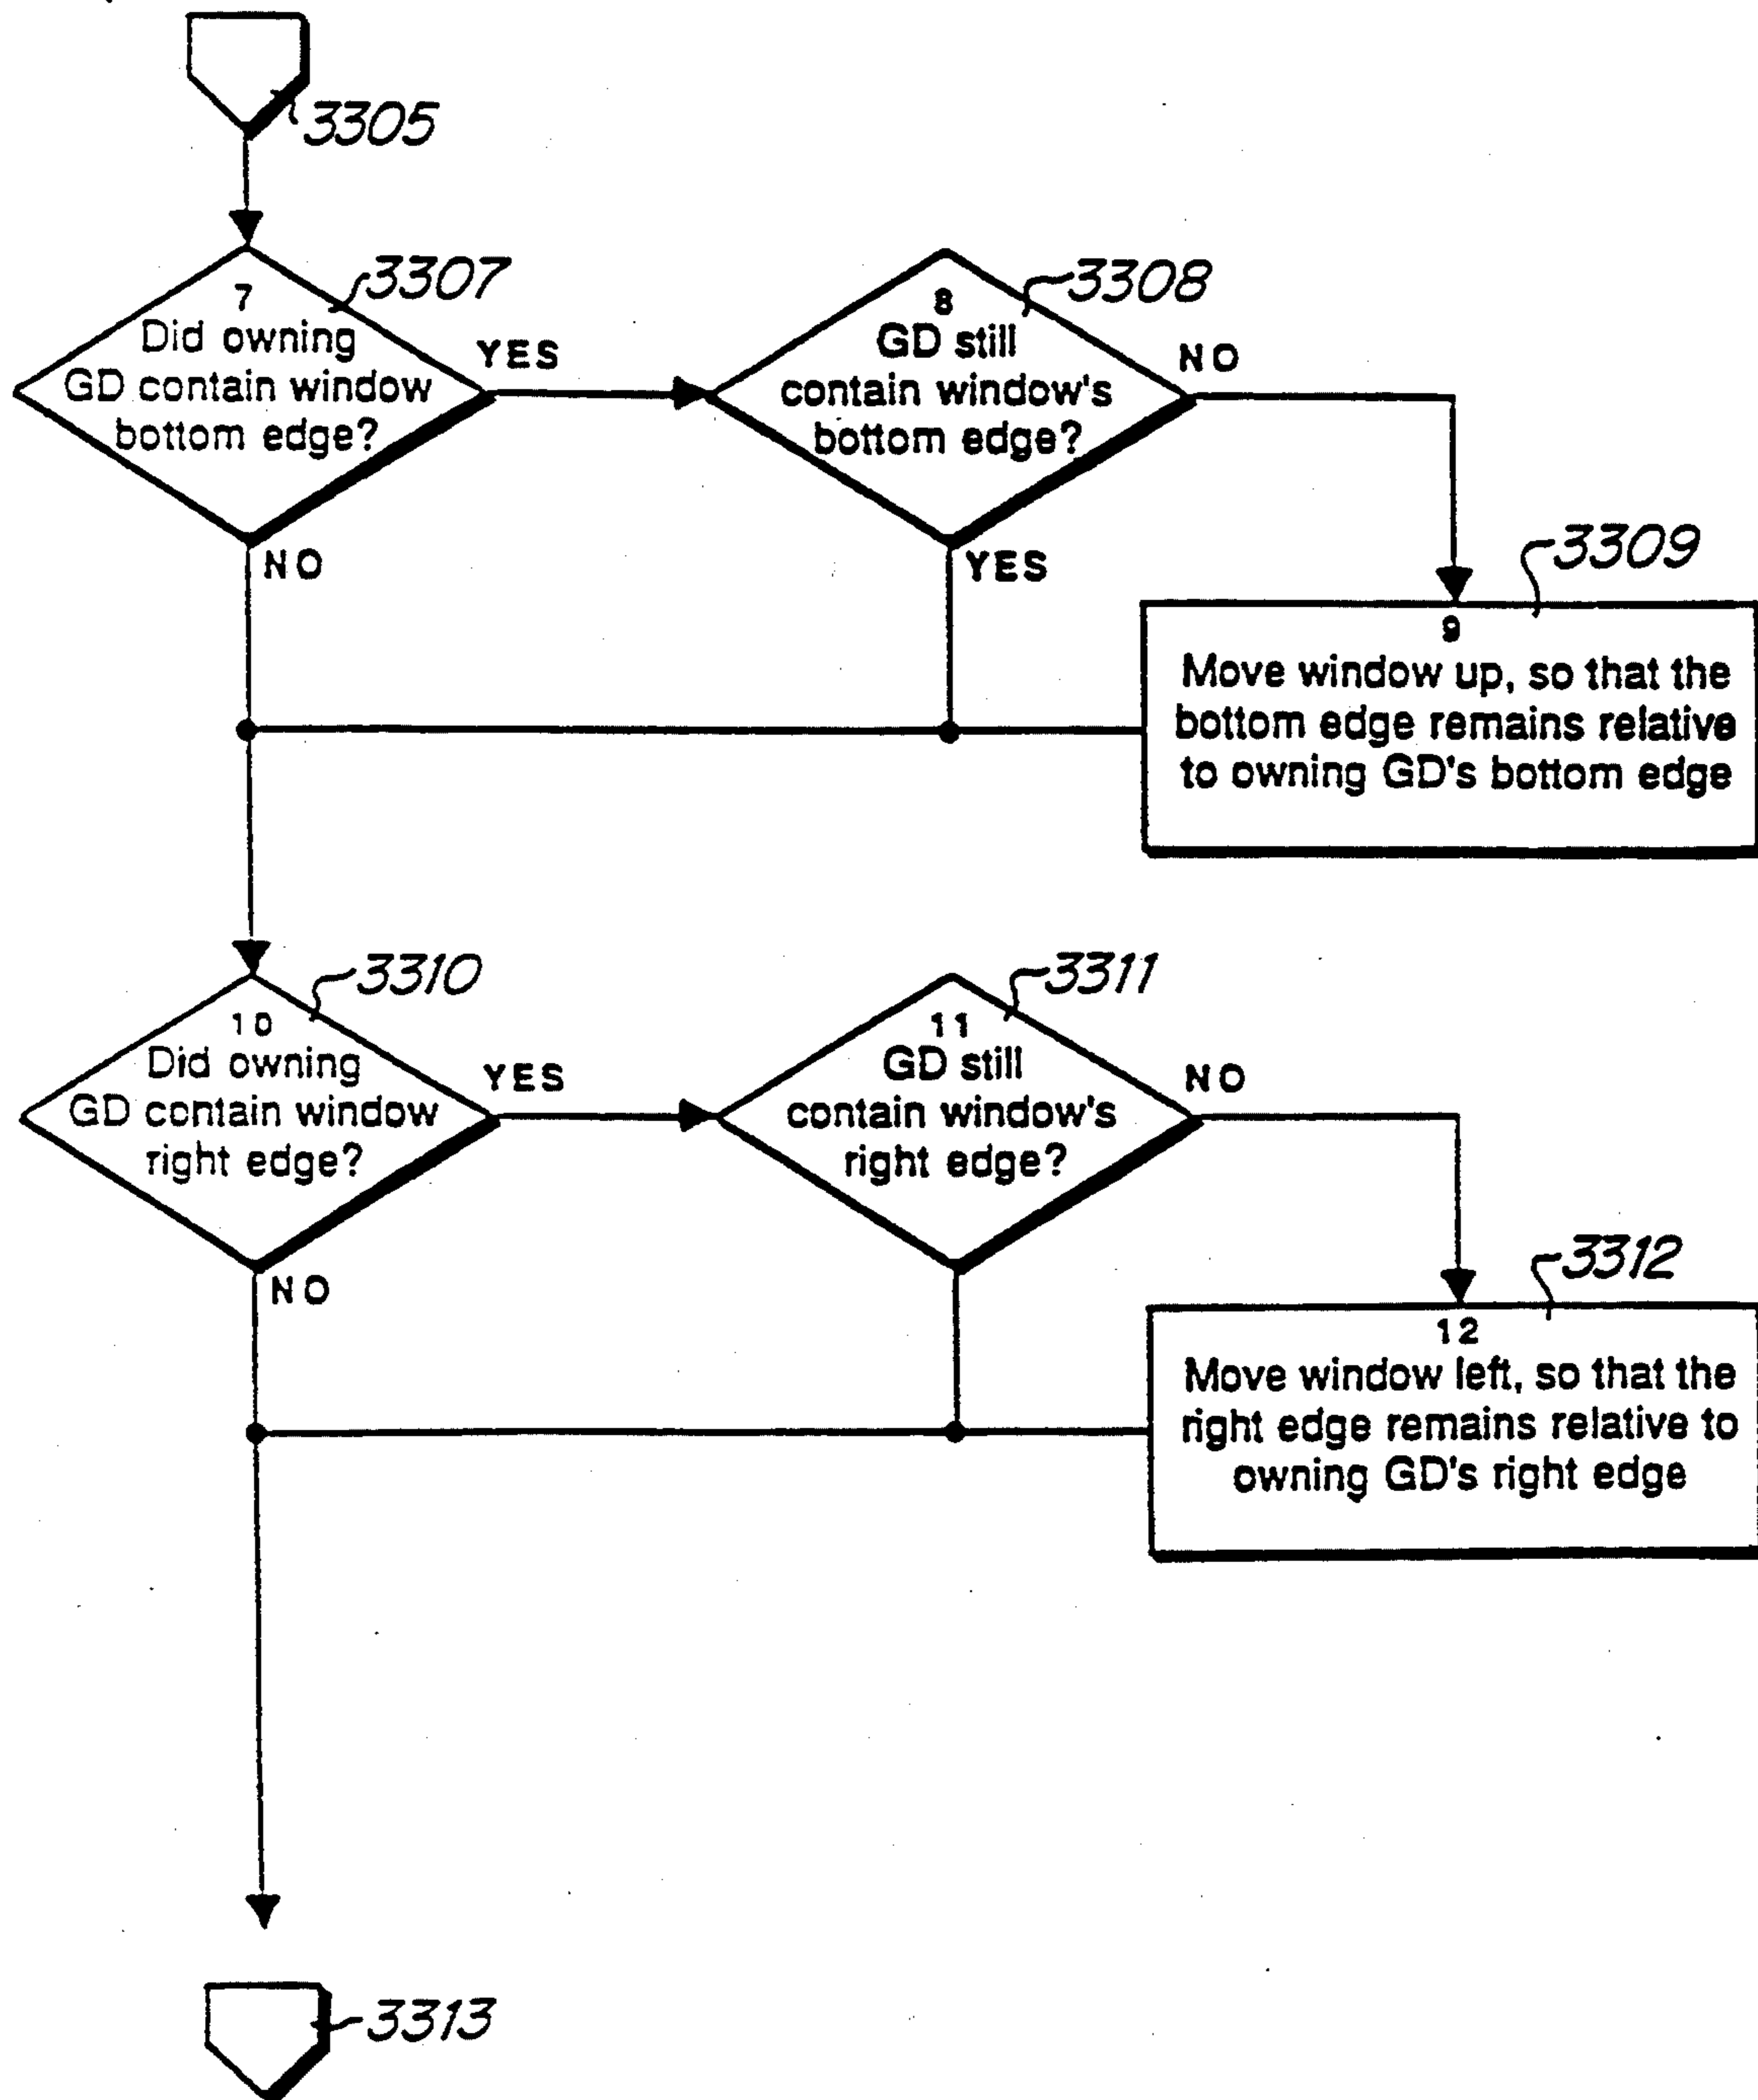 3305
3307
7
Did owning
GD contain window
bottom edge?
YES
NO
3308
8
GD still
contain window's
bottom edge?
NO
YES
3309
9
Move window up, so that the
bottom edge remains relative
to owning GD's bottom edge
3310
10
Did owning
GD contain window
right edge?
YES
NO
3311
11
GD still
contain window's
right edge?
NO
3312
12
Move window left, so that the
right edge remains relative to
owning GD's right edge
3313